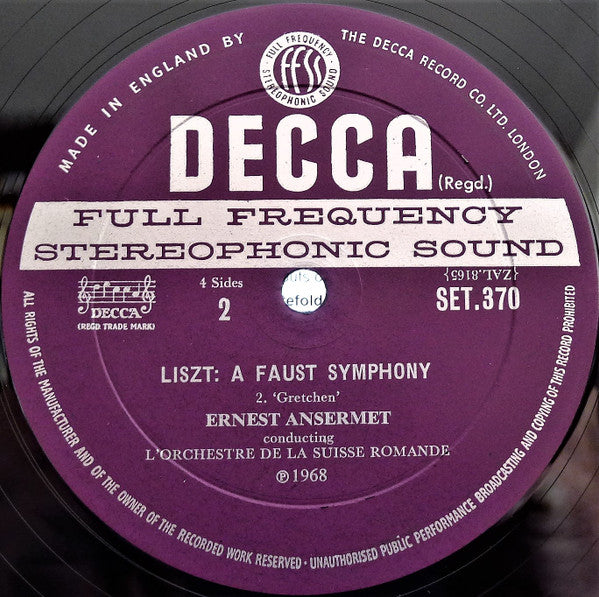 MADE IN ENGLAND BY
THE DECCA RECORD CO. LTD. LONDON
FULL FREQUENCY
ffss
STEREOPHONIC SOUND
DECCA
(Regd.)
FULL FREQUENCY
STEREOPHONIC SOUND
DECCA
(REGD. TRADE MARK)
4 Sides
2
efold
{ZAL.8165}
SET.370
LISZT: A FAUST SYMPHONY
2. ‘Gretchen’
ERNEST ANSERMET
conducting
L'ORCHESTRE DE LA SUISSE ROMANDE
Ⓟ1968
ALL RIGHTS OF THE MANUFACTURER AND OF THE OWNER OF THE RECORDED WORK RESERVED · UNAUTHORISED PUBLIC PERFORMANCE BROADCASTING AND COPYING OF THIS RECORD PROHIBITED